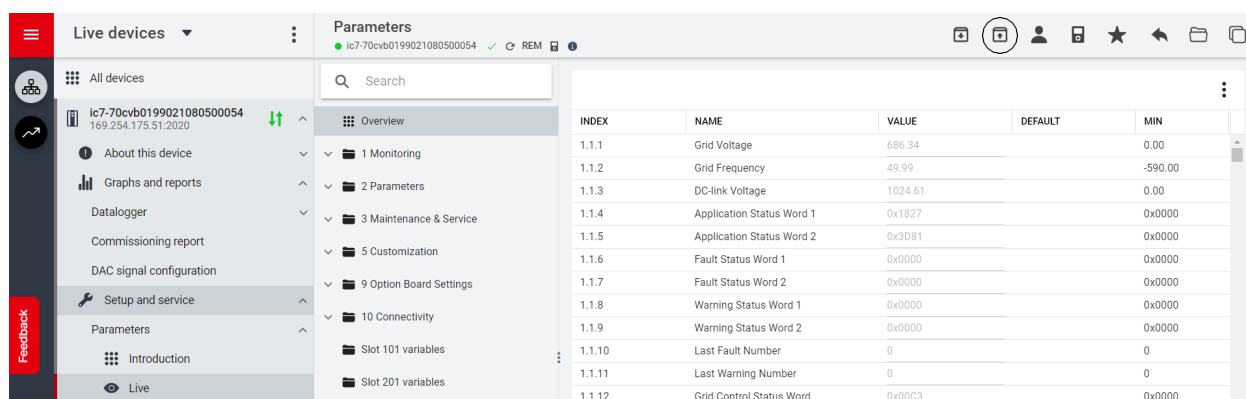 Live devices
Parameters
ic7-70cvb0199021080500054 REM
All devices
ic7-70cvb0199021080500054
169.254.175.51:2020
About this device
Graphs and reports
Datalogger
Commissioning report
DAC signal configuration
Setup and service
Parameters
Introduction
Live
Feedback
Search
Overview
1 Monitoring
2 Parameters
3 Maintenance & Service
5 Customization
9 Option Board Settings
10 Connectivity
Slot 101 variables
Slot 201 variables
INDEX NAME VALUE DEFAULT MIN
1.1.1 Grid Voltage 686.34 0.00
1.1.2 Grid Frequency 49.99 -590.00
1.1.3 DC-link Voltage 1024.61 0.00
1.1.4 Application Status Word 1 0x1827 0x0000
1.1.5 Application Status Word 2 0x3D81 0x0000
1.1.6 Fault Status Word 1 0x0000 0x0000
1.1.7 Fault Status Word 2 0x0000 0x0000
1.1.8 Warning Status Word 1 0x0000 0x0000
1.1.9 Warning Status Word 2 0x0000 0x0000
1.1.10 Last Fault Number 0 0
1.1.11 Last Warning Number 0 0
1.1.12 Grid Control Status Word 0x00C3 0x0000